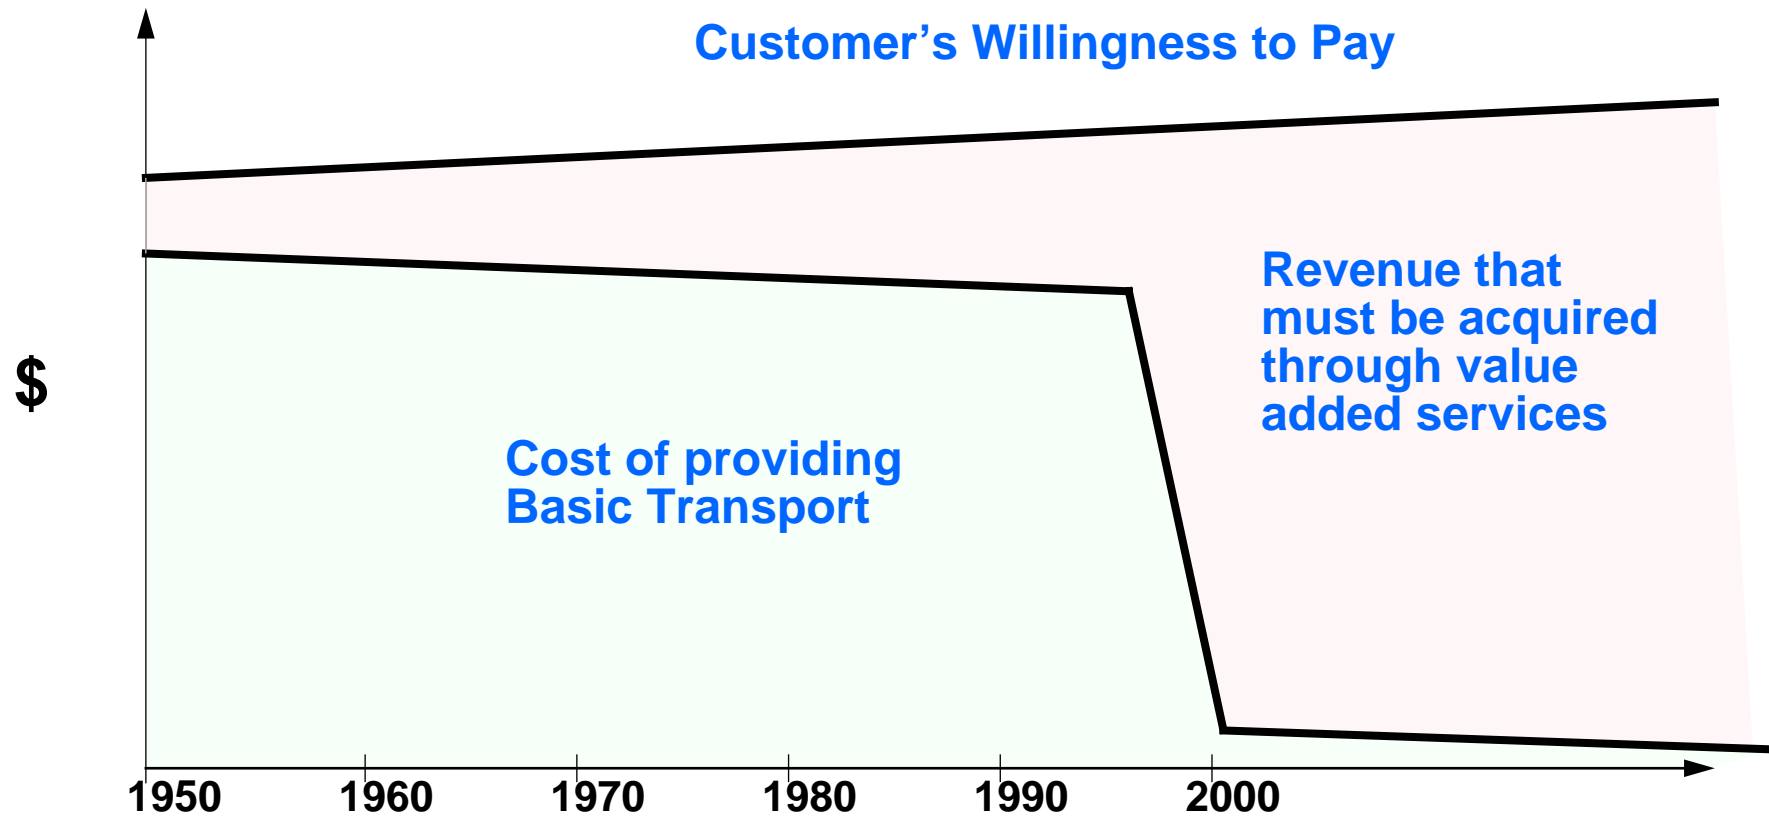 Customer’s Willingness to Pay
Revenue that
must be acquired
through value
added services
$
Cost of providing
Basic Transport
1950 1960 1970 1980 1990 2000